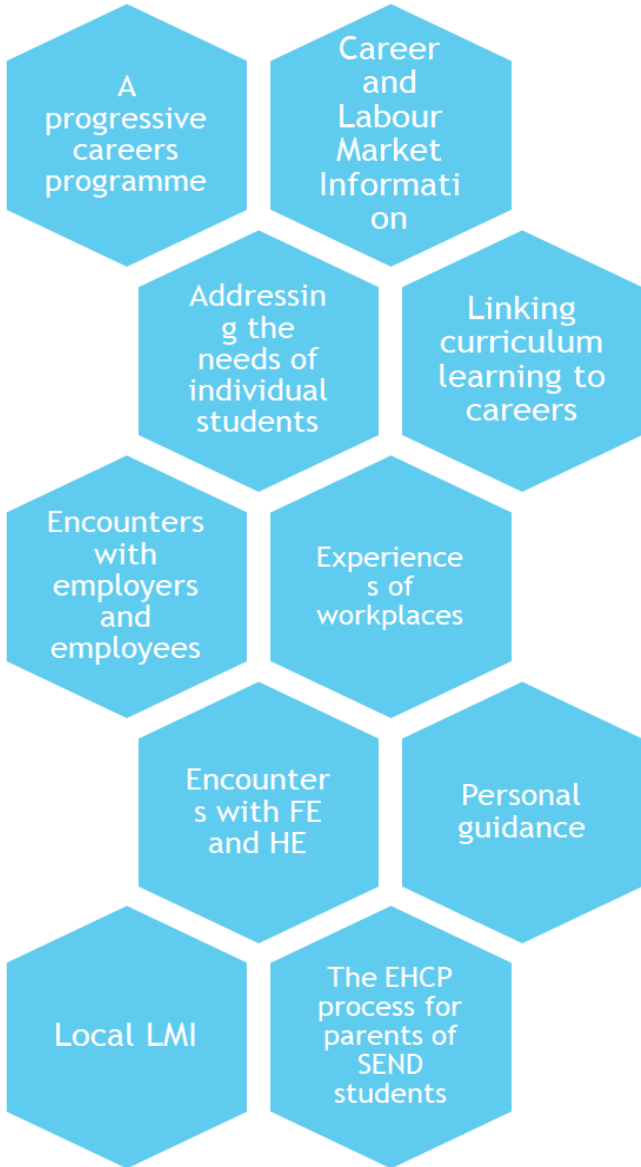 A
progressive
careers
programme
Career
and
Labour
Market
Informati
on
Addressin
g the
needs of
individual
students
Linking
curriculum
learning to
careers
Encounters
with
employers
and
employees
Experience
s of
workplaces
Encounter
s with FE
and HE
Personal
guidance
Local LMI
The EHCP
process for
parents of
SEND
students